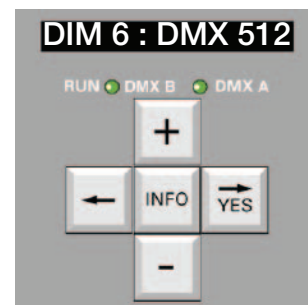 DIM 6 : DMX 512
RUN DMX B DMX A
+
← INFO → YES
-